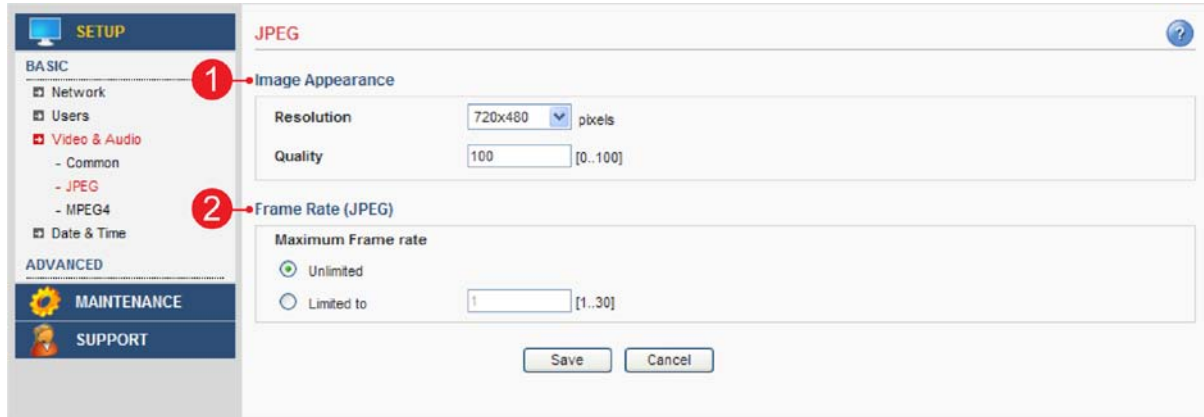 SETUP
BASIC
Network
Users
Video & Audio
- Common
- JPEG
- MPEG4
Date & Time
ADVANCED
MAINTENANCE
SUPPORT
JPEG
?
1
Image Appearance
Resolution 720x480 pixels
Quality 100 [0..100]
2
Frame Rate (JPEG)
Maximum Frame rate
Unlimited
Limited to 1 [1..30]
Save Cancel